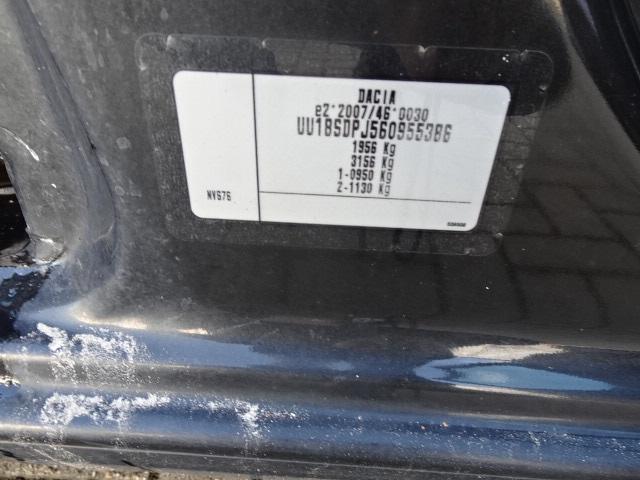 DACIA
e2*2007/46*0030
UU18SDPJ560955386
1956 Kg
3156 Kg
1-0950 Kg
2-1130 Kg
NVS76